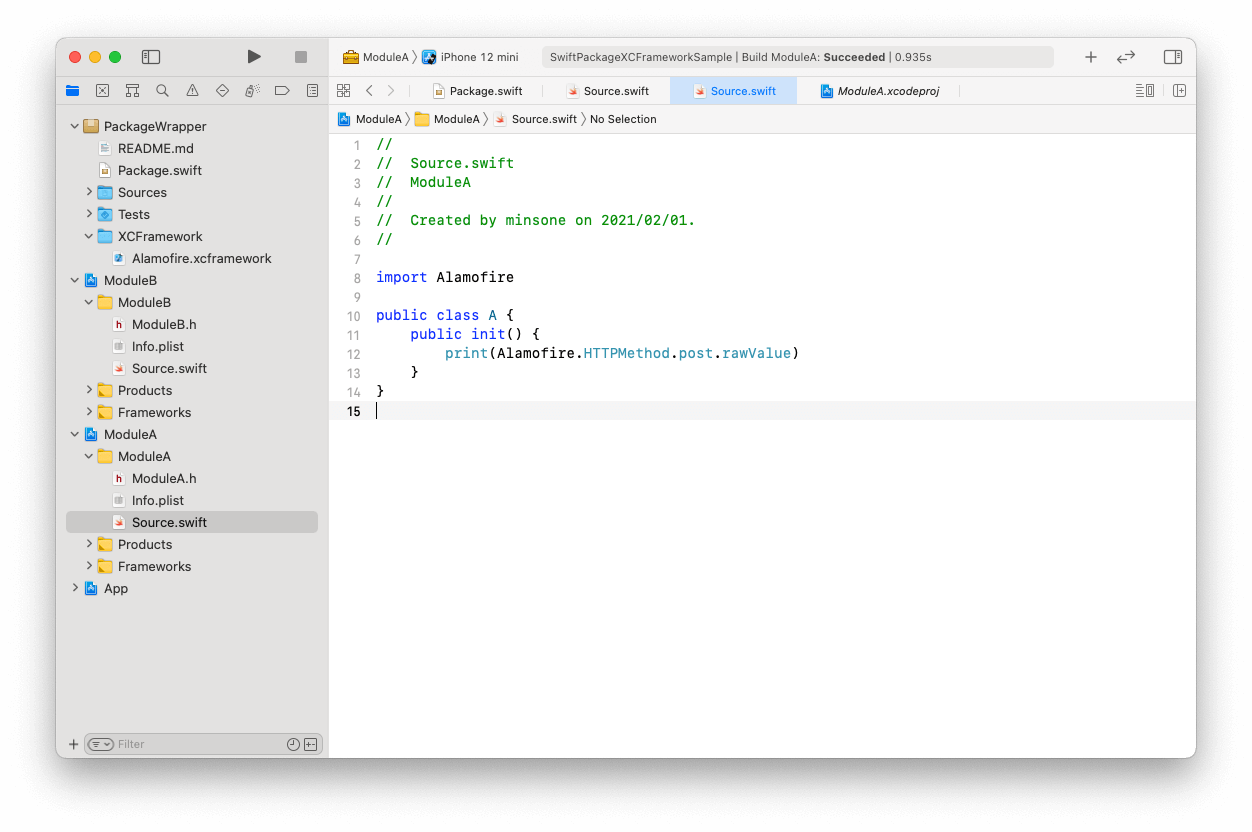 ModuleA iPhone 12 mini SwiftPackageXCFrameworkSample | Build ModuleA: Succeeded | 0.935s
Package.swift Source.swift Source.swift ModuleA.xcodeproj
ModuleA ModuleA Source.swift No Selection
PackageWrapper
README.md
Package.swift
Sources
Tests
XCFramework
Alamofire.xcframework
ModuleB
ModuleB
h ModuleB.h
Info.plist
Source.swift
Products
Frameworks
ModuleA
ModuleA
h ModuleA.h
Info.plist
Source.swift
Products
Frameworks
App
Filter
1 //
2 //  Source.swift
3 //  ModuleA
4 //
5 //  Created by minsone on 2021/02/01.
6 //
7
8 import Alamofire
9
10 public class A {
11     public init() {
12         print(Alamofire.HTTPMethod.post.rawValue)
13     }
14 }
15